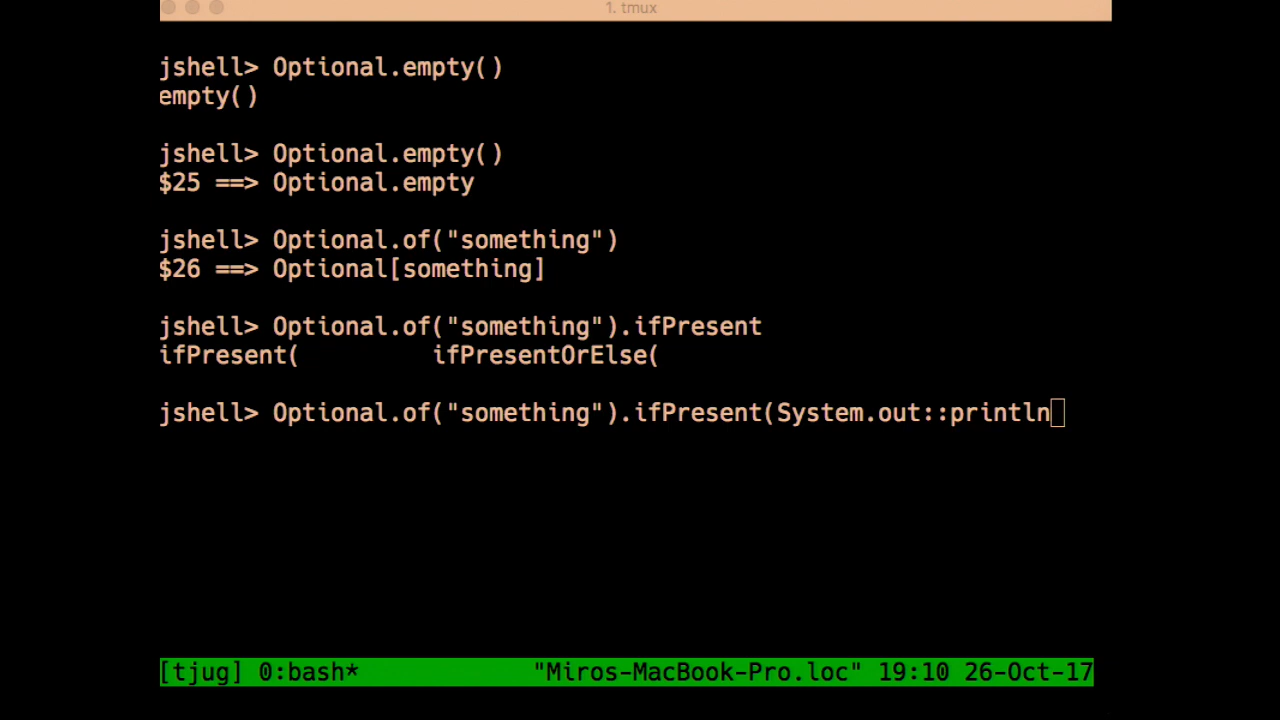 1. tmux
jshell> Optional.empty()
empty()
jshell> Optional.empty()
$25 ==> Optional.empty
jshell> Optional.of("something")
$26 ==> Optional[something]
jshell> Optional.of("something").ifPresent
ifPresent( ifPresentOrElse(
jshell> Optional.of("something").ifPresent(System.out::println
[tjug] 0:bash* "Miros-MacBook-Pro.loc" 19:10 26-Oct-17